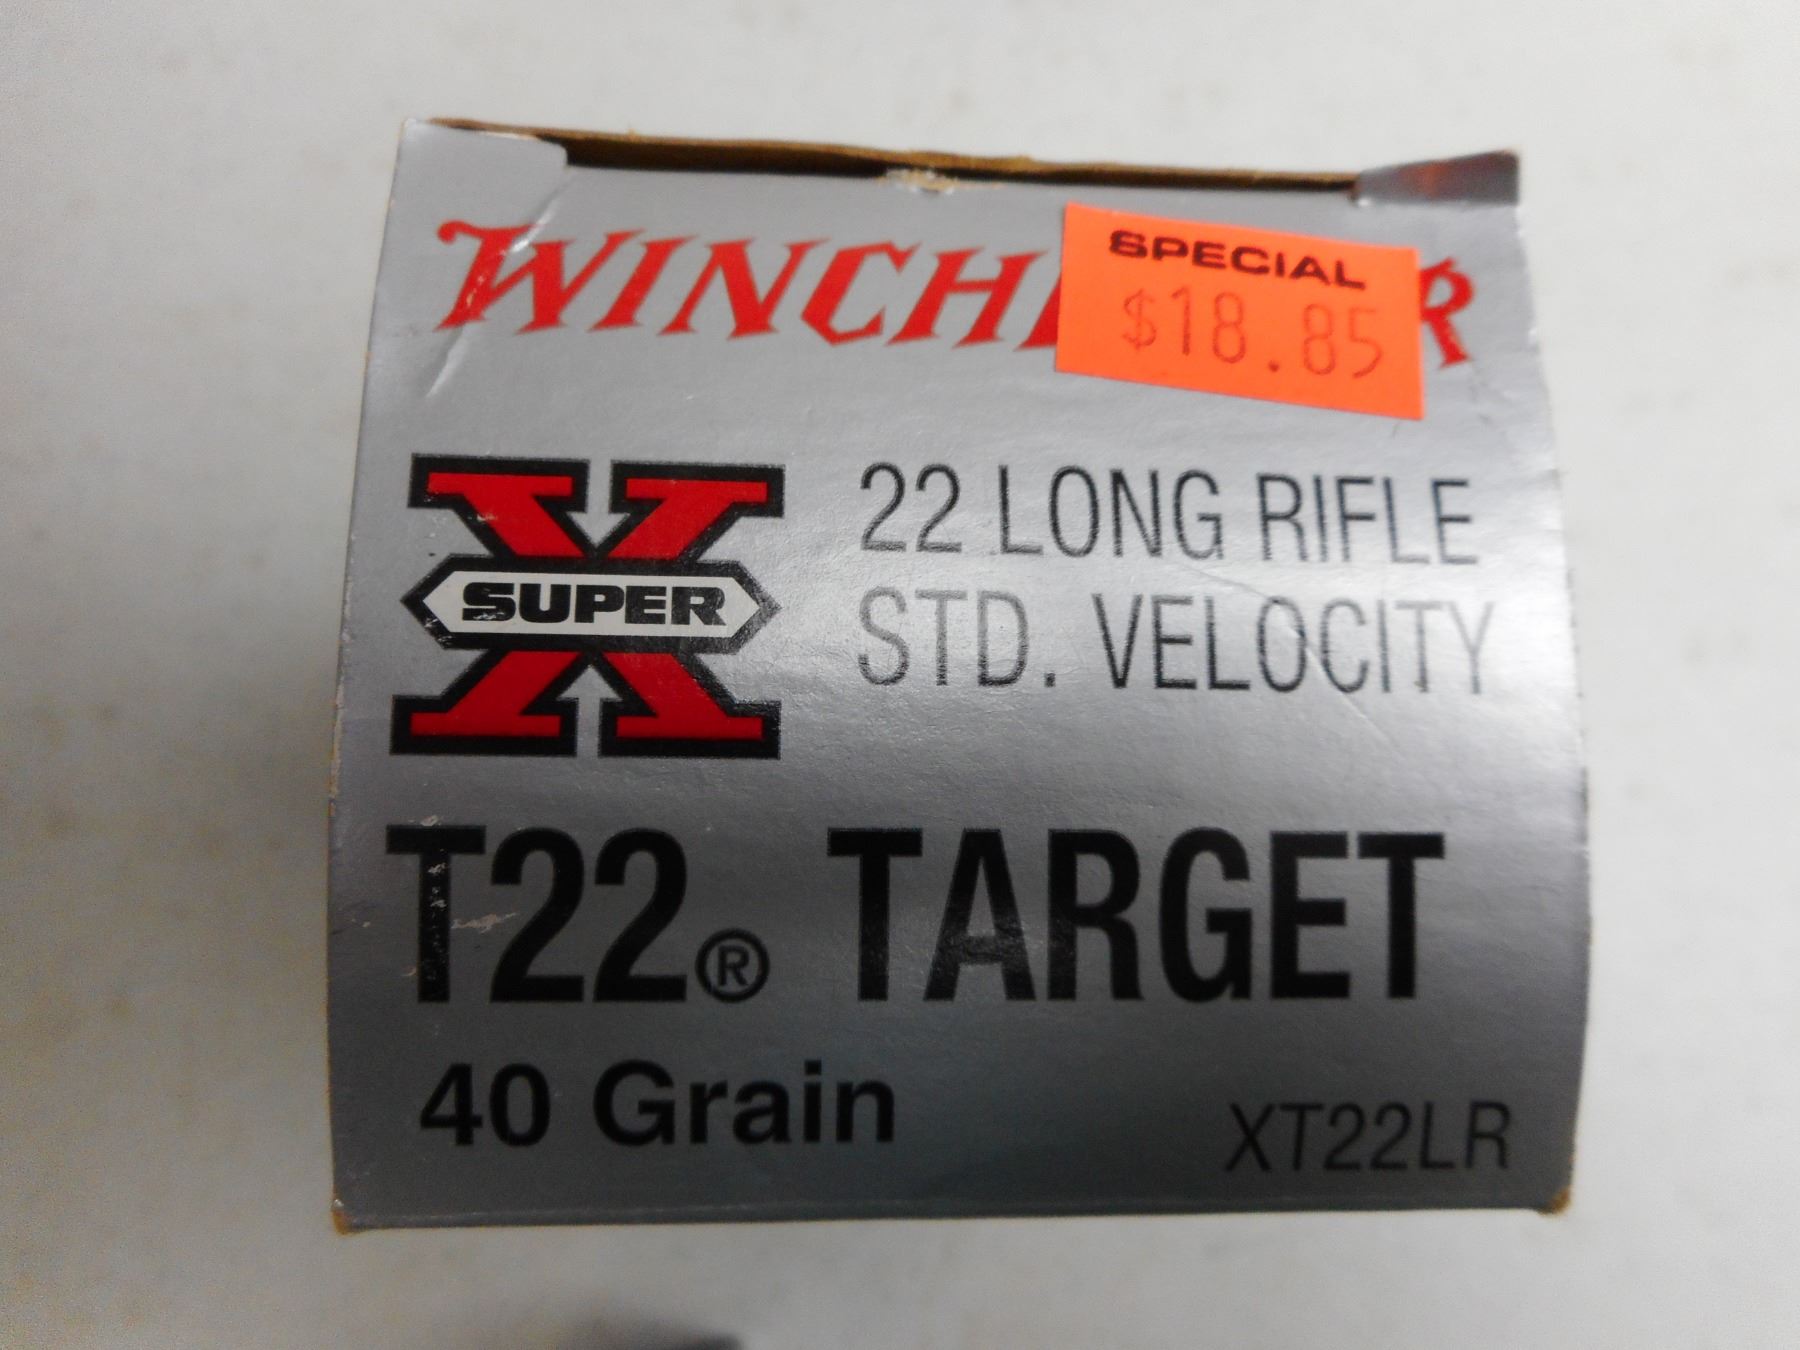 WINCH R
SPECIAL
$18.85
SUPER X
22 LONG RIFLE
STD. VELOCITY
T22® TARGET
40 Grain
XT22LR